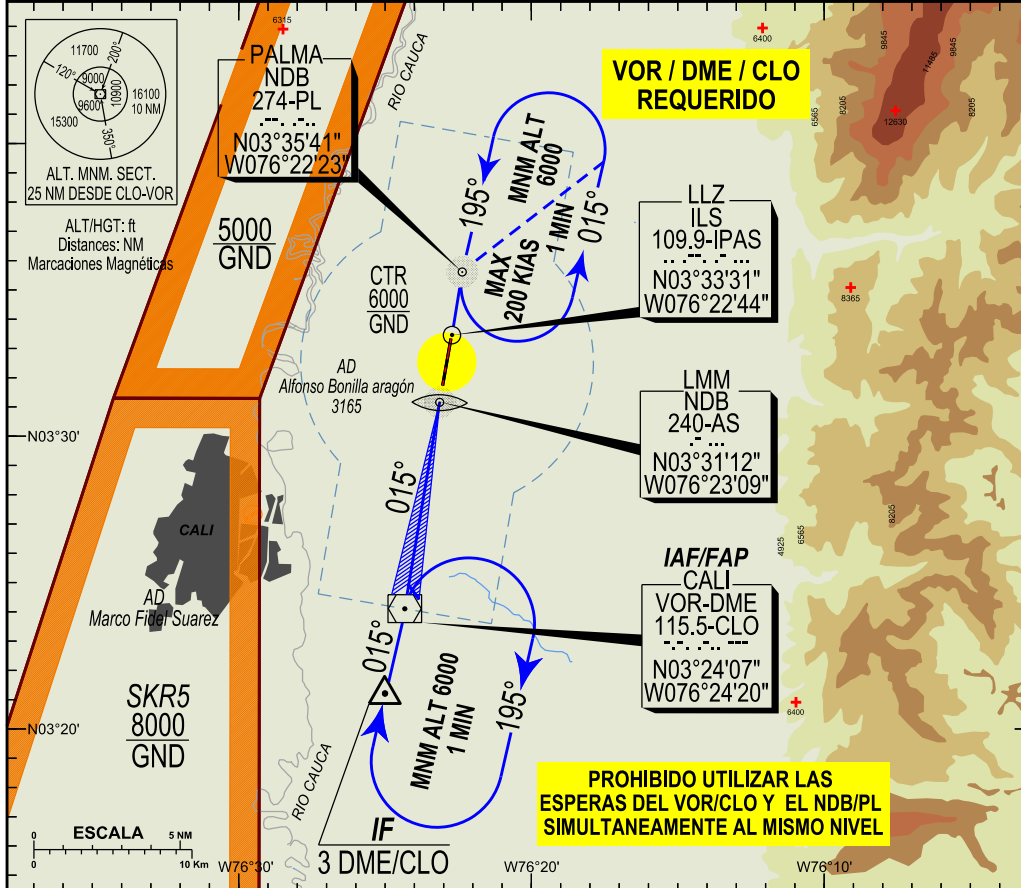 6315
11700
200°
120°
9000
10900
9600
16100
10 NM
15300
350°
ALT. MNM. SECT.
25 NM DESDE CLO-VOR
ALT/HGT: ft
Distances: NM
Marcaciones Magnéticas
PALMA
NDB
274-PL
.--. .-..
N03°35'41"
W076°22'23"
RIO CAUCA
VOR / DME / CLO
REQUERIDO
6400
9845
11485
9845
6565
8205
12630
8205
MNM ALT
6000
195°
1 MIN
015°
MAX
200 KIAS
LLZ
ILS
109.9-IPAS
.. .--. .- ...
N03°33'31"
W076°22'44"
8365
5000
GND
CTR
6000
GND
AD
Alfonso Bonilla aragón
3165
LMM
NDB
240-AS
.- ...
N03°31'12"
W076°23'09"
N03°30'
015°
CALI
8205
6565
4925
AD
Marco Fidel Suarez
IAF/FAP
CALI
VOR-DME
115.5-CLO
-.-. .-.. ---
N03°24'07"
W076°24'20"
015°
MNM ALT 6000
1 MIN
195°
SKR5
8000
GND
6400
N03°20'
RIO CAUCA
PROHIBIDO UTILIZAR LAS
ESPERAS DEL VOR/CLO Y EL NDB/PL
SIMULTANEAMENTE AL MISMO NIVEL
IF
3 DME/CLO
ESCALA
0
5 NM
0
10 Km
W76°30'
W76°20'
W76°10'